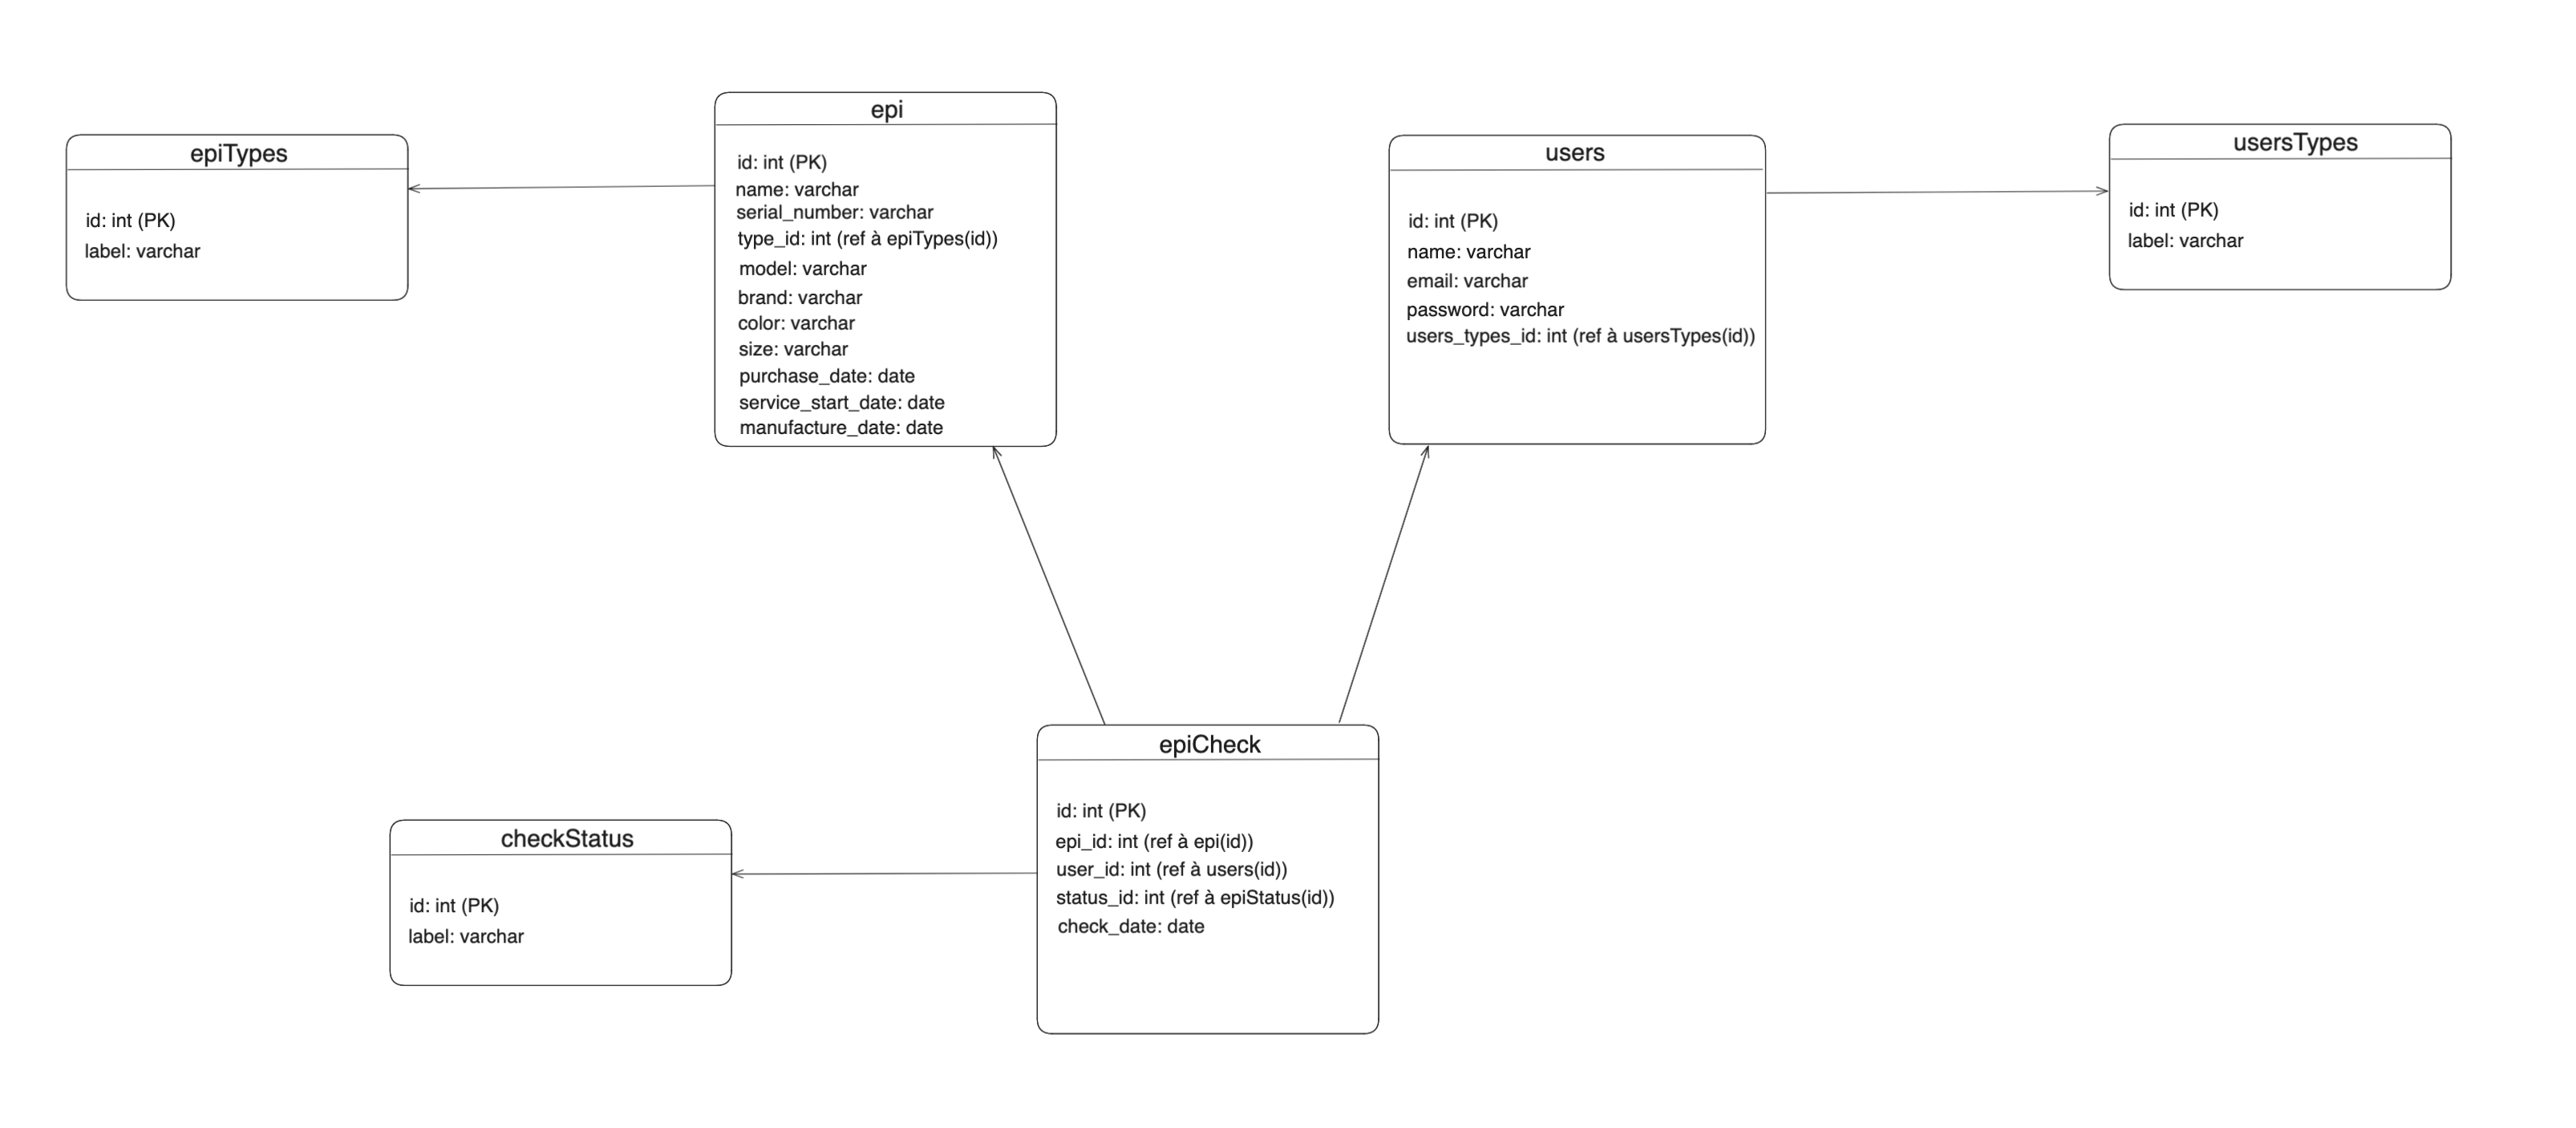 epiTypes
id: int (PK)
label: varchar
epi
id: int (PK)
name: varchar
serial_number: varchar
type_id: int (ref à epiTypes(id))
model: varchar
brand: varchar
color: varchar
size: varchar
purchase_date: date
service_start_date: date
manufacture_date: date
users
id: int (PK)
name: varchar
email: varchar
password: varchar
users_types_id: int (ref à usersTypes(id))
usersTypes
id: int (PK)
label: varchar
checkStatus
id: int (PK)
label: varchar
epiCheck
id: int (PK)
epi_id: int (ref à epi(id))
user_id: int (ref à users(id))
status_id: int (ref à epiStatus(id))
check_date: date